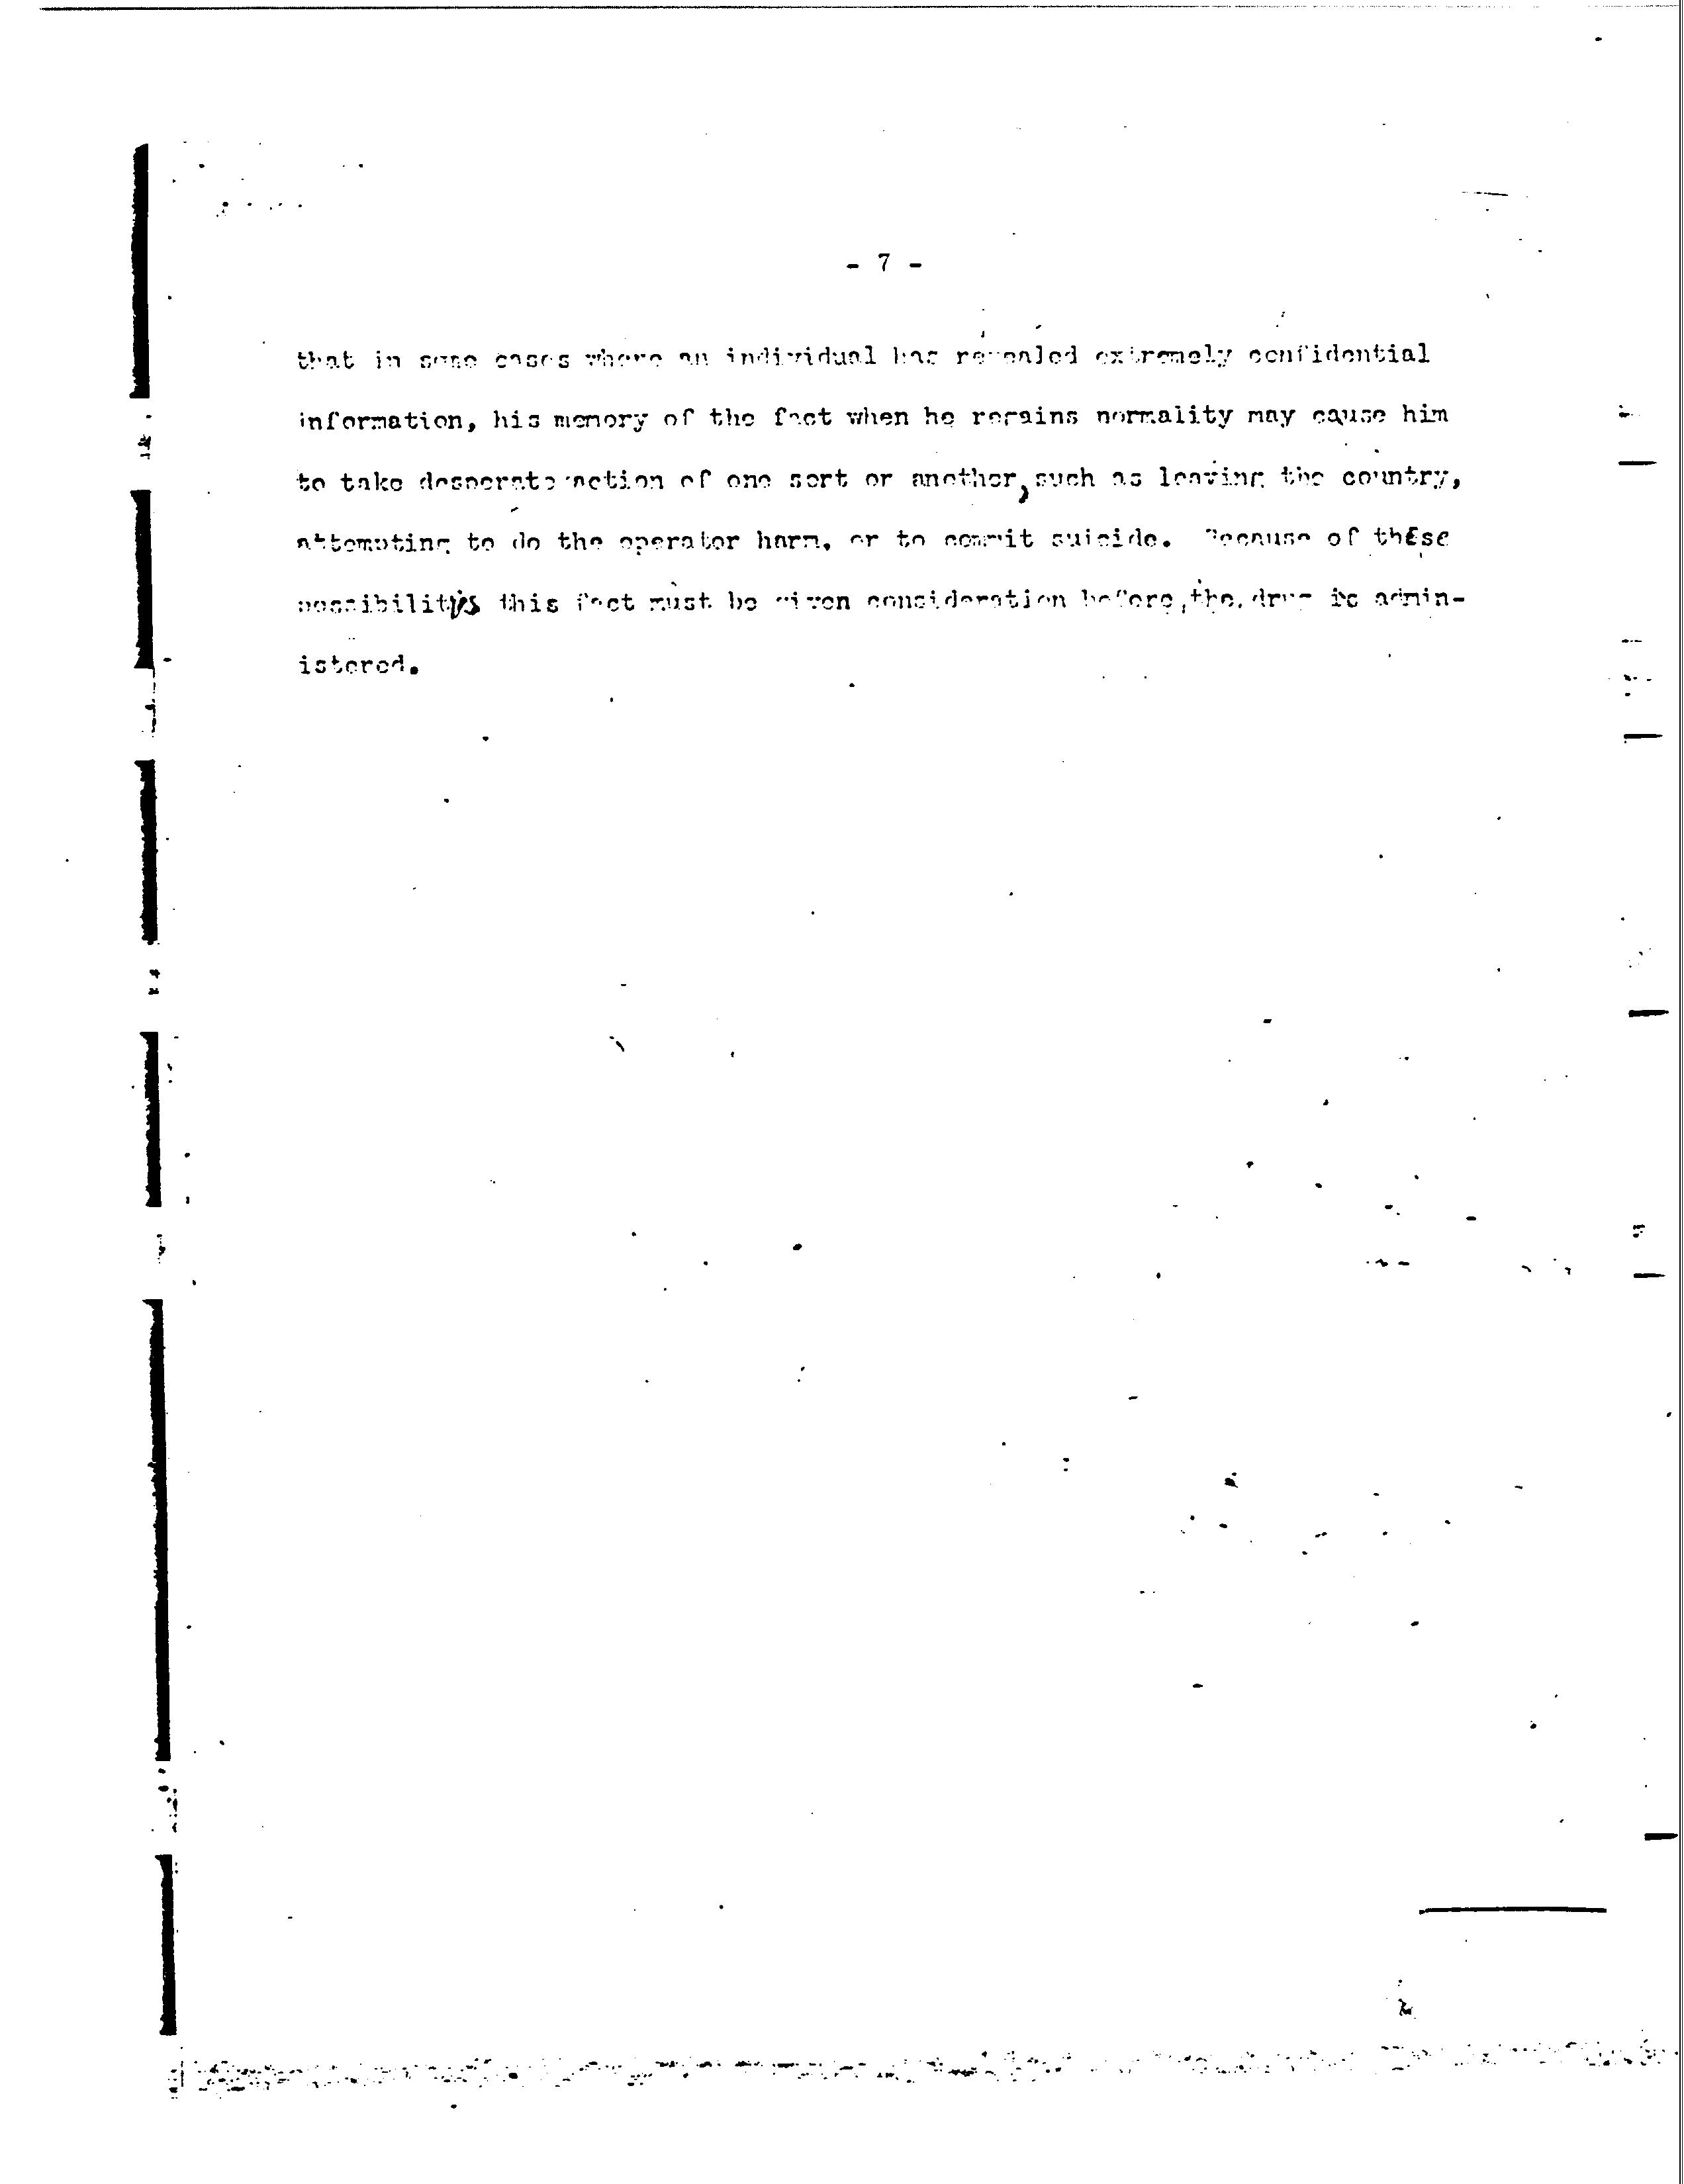 - 7 -
that in some cases where an individual has revealed extremely confidential
information, his memory of the fact when he regains normality may cause him
to take desperate action of one sort or another, such as leaving the country,
attempting to do the operator harm, or to commit suicide. Because of these
possibilitys this fact must be given consideration before, the, drug is admin-
istered.